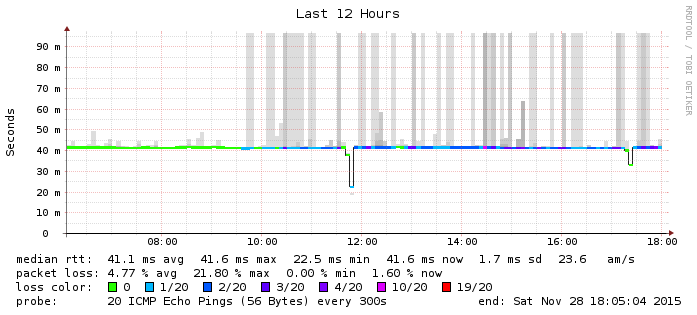 Last 12 Hours
RRDTOOL / TOBI OETIKER
Seconds
90 m
80 m
70 m
60 m
50 m
40 m
30 m
20 m
10 m
0
08:00 10:00 12:00 14:00 16:00 18:00
median rtt: 41.1 ms avg 41.6 ms max 22.5 ms min 41.6 ms now 1.7 ms sd 23.6 am/s
packet loss: 4.77 % avg 21.80 % max 0.00 % min 1.60 % now
loss color: 0 1/20 2/20 3/20 4/20 10/20 19/20
probe: 20 ICMP Echo Pings (56 Bytes) every 300s end: Sat Nov 28 18:05:04 2015